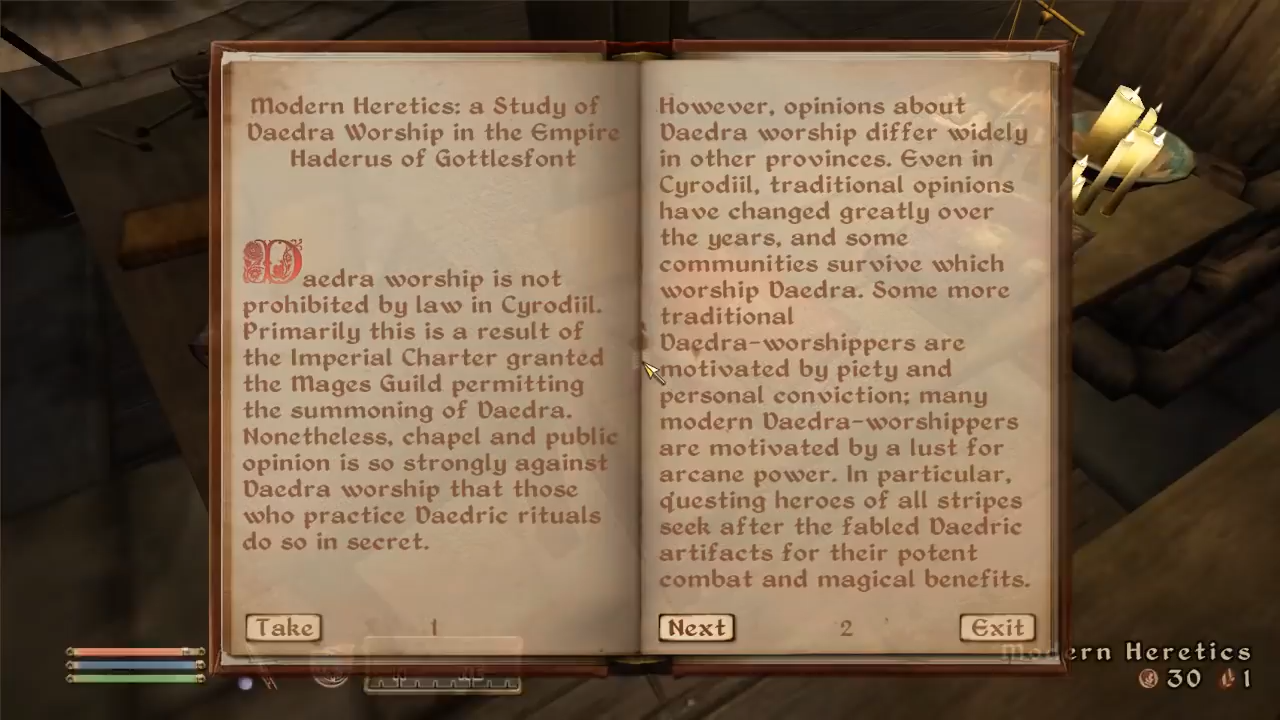 Modern Heretics: a Study of
Daedra Worship in the Empire
Haderus of Gottlesfont
Daedra worship is not
prohibited by law in Cyrodiil.
Primarily this is a result of
the Imperial Charter granted
the Mages Guild permitting
the summoning of Daedra.
Nonetheless, chapel and public
opinion is so strongly against
Daedra worship that those
who practice Daedric rituals
do so in secret.
Take
1
However, opinions about
Daedra worship differ widely
in other provinces. Even in
Cyrodiil, traditional opinions
have changed greatly over
the years, and some
communities survive which
worship Daedra. Some more
traditional
Daedra-worshippers are
motivated by piety and
personal conviction; many
modern Daedra-worshippers
are motivated by a lust for
arcane power. In particular,
questing heroes of all stripes
seek after the fabled Daedric
artifacts for their potent
combat and magical benefits.
Next
2
Exit
Modern Heretics
30 1